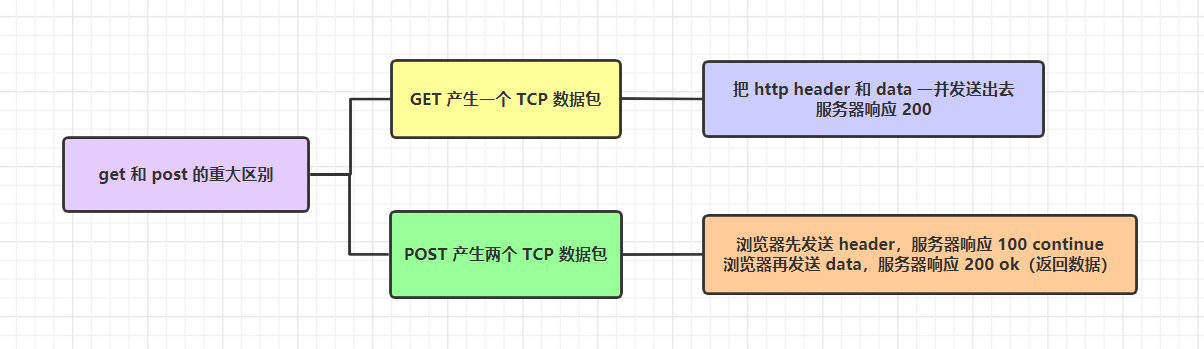 get 和 post 的重大区别
GET 产生一个 TCP 数据包
把 http header 和 data 一并发送出去
服务器响应 200
POST 产生两个 TCP 数据包
浏览器先发送 header，服务器响应 100 continue
浏览器再发送 data，服务器响应 200 ok（返回数据）